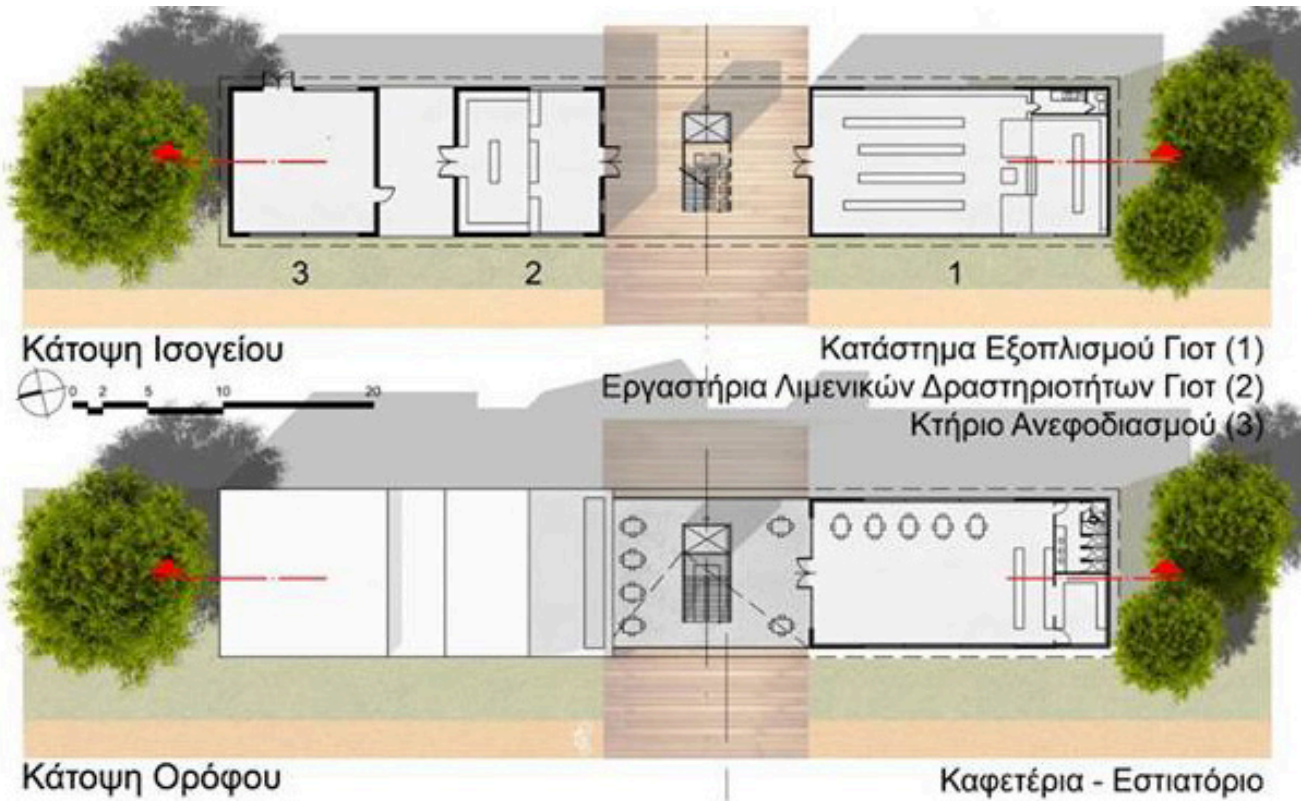 3 2 1
Κάτοψη Ισογείου
Κατάστημα Εξοπλισμού Γιοτ (1)
0 2 5 10 20
Εργαστήρια Λιμενικών Δραστηριοτήτων Γιοτ (2)
Κτήριο Ανεφοδιασμού (3)
Κάτοψη Ορόφου
Καφετέρια - Εστιατόριο